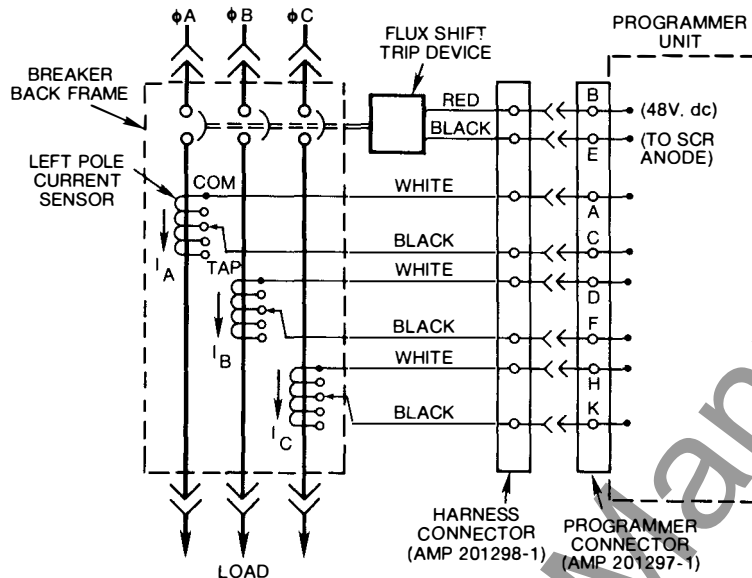 ϕA
ϕB
ϕC
FLUX SHIFT
TRIP DEVICE
PROGRAMMER
UNIT
BREAKER
BACK FRAME
RED
B
(48V. dc)
BLACK
E
(TO SCR
ANODE)
LEFT POLE
CURRENT
SENSOR
COM
WHITE
A
BLACK
C
I A
TAP
WHITE
D
BLACK
F
I B
WHITE
H
BLACK
K
I C
HARNESS
CONNECTOR
(AMP 201298-1)
PROGRAMMER
CONNECTOR
(AMP 201297-1)
LOAD
Man